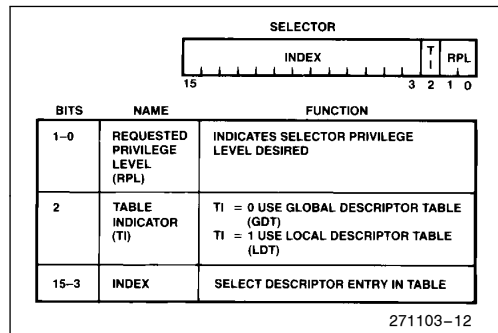 SELECTOR
INDEX
T
I
RPL
15 3 2 1 0
BITS NAME FUNCTION
1–0 REQUESTED INDICATES SELECTOR PRIVILEGE
PRIVILEGE LEVEL DESIRED
LEVEL
(RPL)
2 TABLE TI = 0 USE GLOBAL DESCRIPTOR TABLE
INDICATOR (GDT)
(TI) TI = 1 USE LOCAL DESCRIPTOR TABLE
(LDT)
15–3 INDEX SELECT DESCRIPTOR ENTRY IN TABLE
271103–12